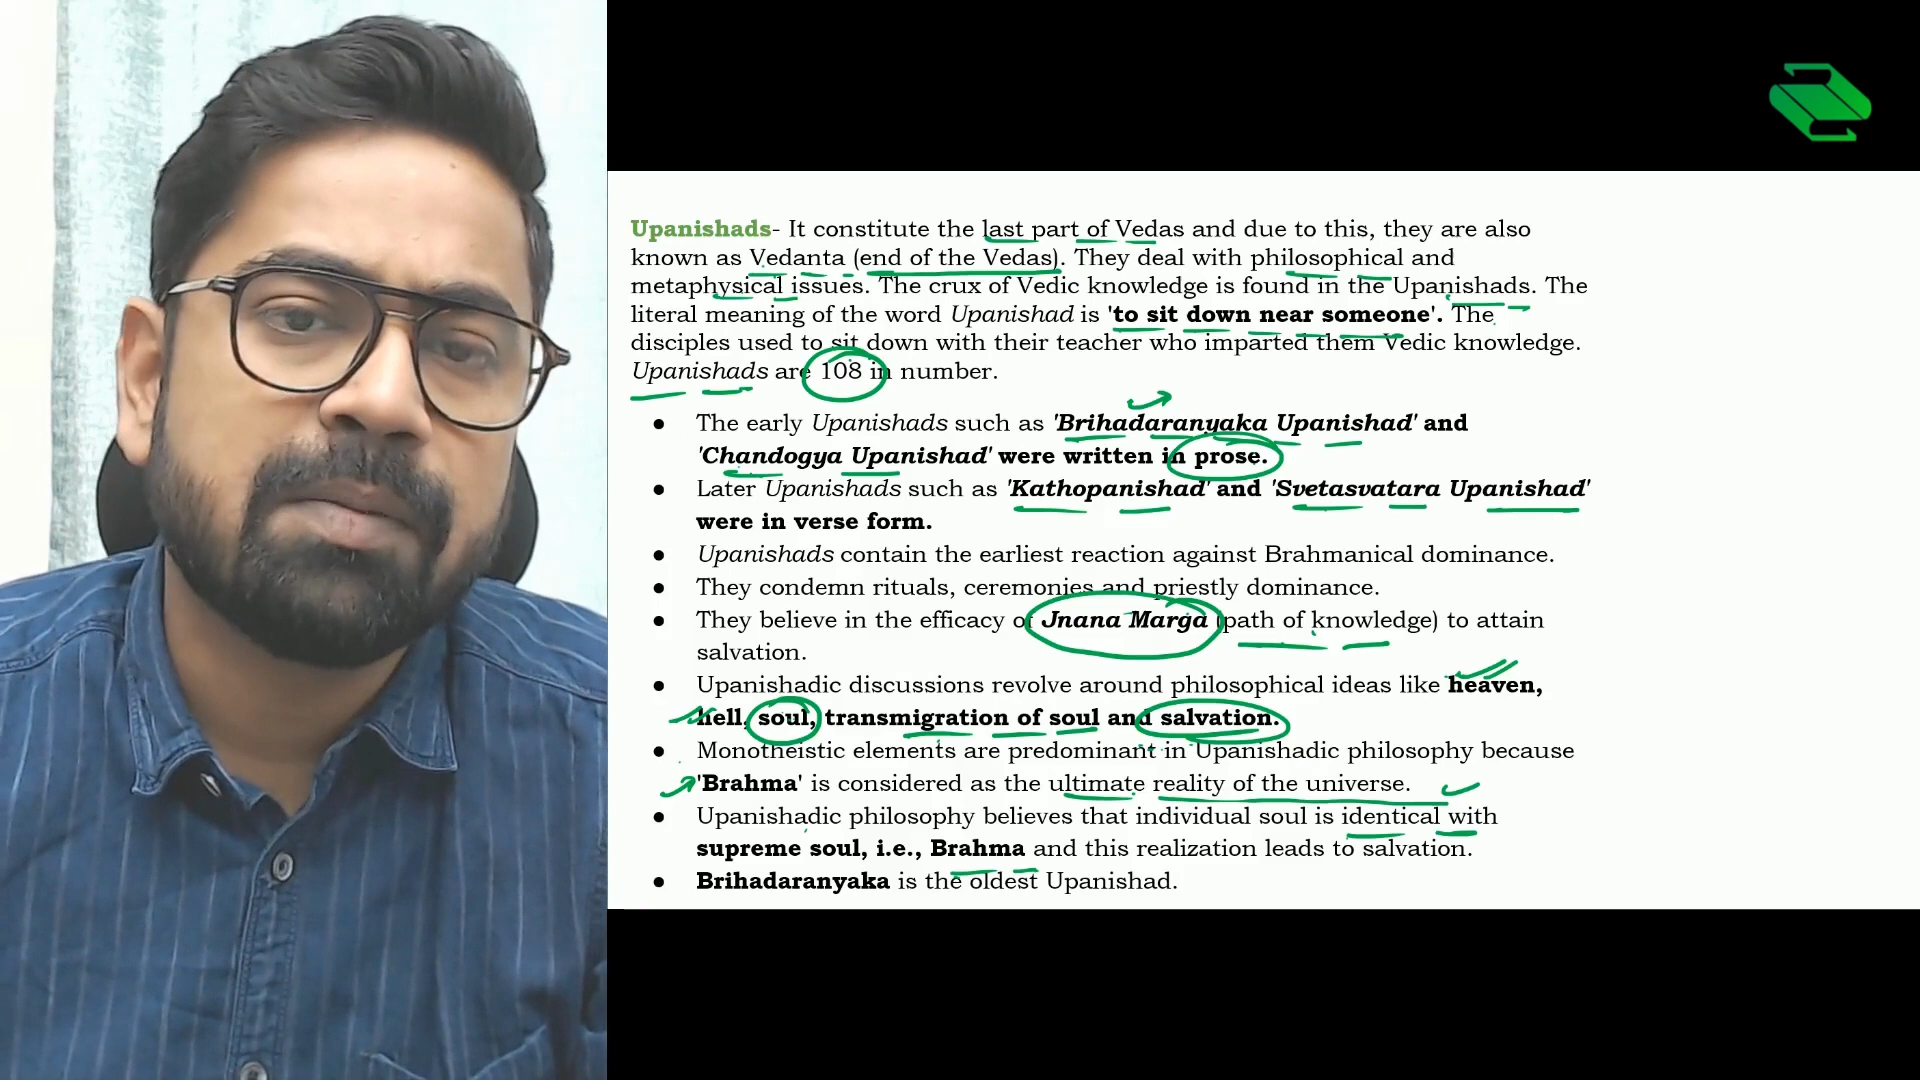 Upanishads- It constitute the last part of Vedas and due to this, they are also
known as Vedanta (end of the Vedas). They deal with philosophical and
metaphysical issues. The crux of Vedic knowledge is found in the Upanishads. The
literal meaning of the word Upanishad is 'to sit down near someone'. The
disciples used to sit down with their teacher who imparted them Vedic knowledge.
Upanishads are 108 in number.
● The early Upanishads such as 'Brihadaranyaka Upanishad' and
'Chandogya Upanishad' were written in prose.
● Later Upanishads such as 'Kathopanishad' and 'Svetasvatara Upanishad'
were in verse form.
● Upanishads contain the earliest reaction against Brahmanical dominance.
● They condemn rituals, ceremonies and priestly dominance.
● They believe in the efficacy of Jnana Marga (path of knowledge) to attain
salvation.
● Upanishadic discussions revolve around philosophical ideas like heaven,
hell, soul, transmigration of soul and salvation.
● Monotheistic elements are predominant in Upanishadic philosophy because
'Brahma' is considered as the ultimate reality of the universe.
● Upanishadic philosophy believes that individual soul is identical with
supreme soul, i.e., Brahma and this realization leads to salvation.
● Brihadaranyaka is the oldest Upanishad.